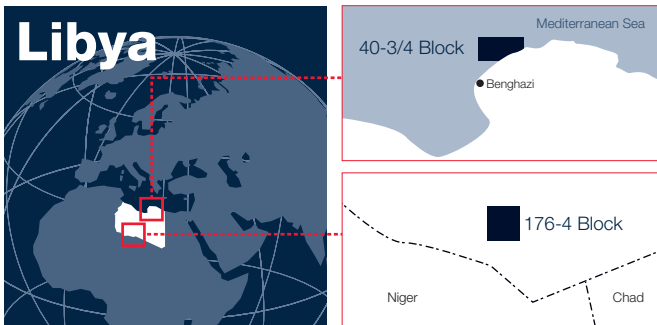 Libya
Mediterranean Sea
40-3/4 Block
Benghazi
176-4 Block
Niger
Chad